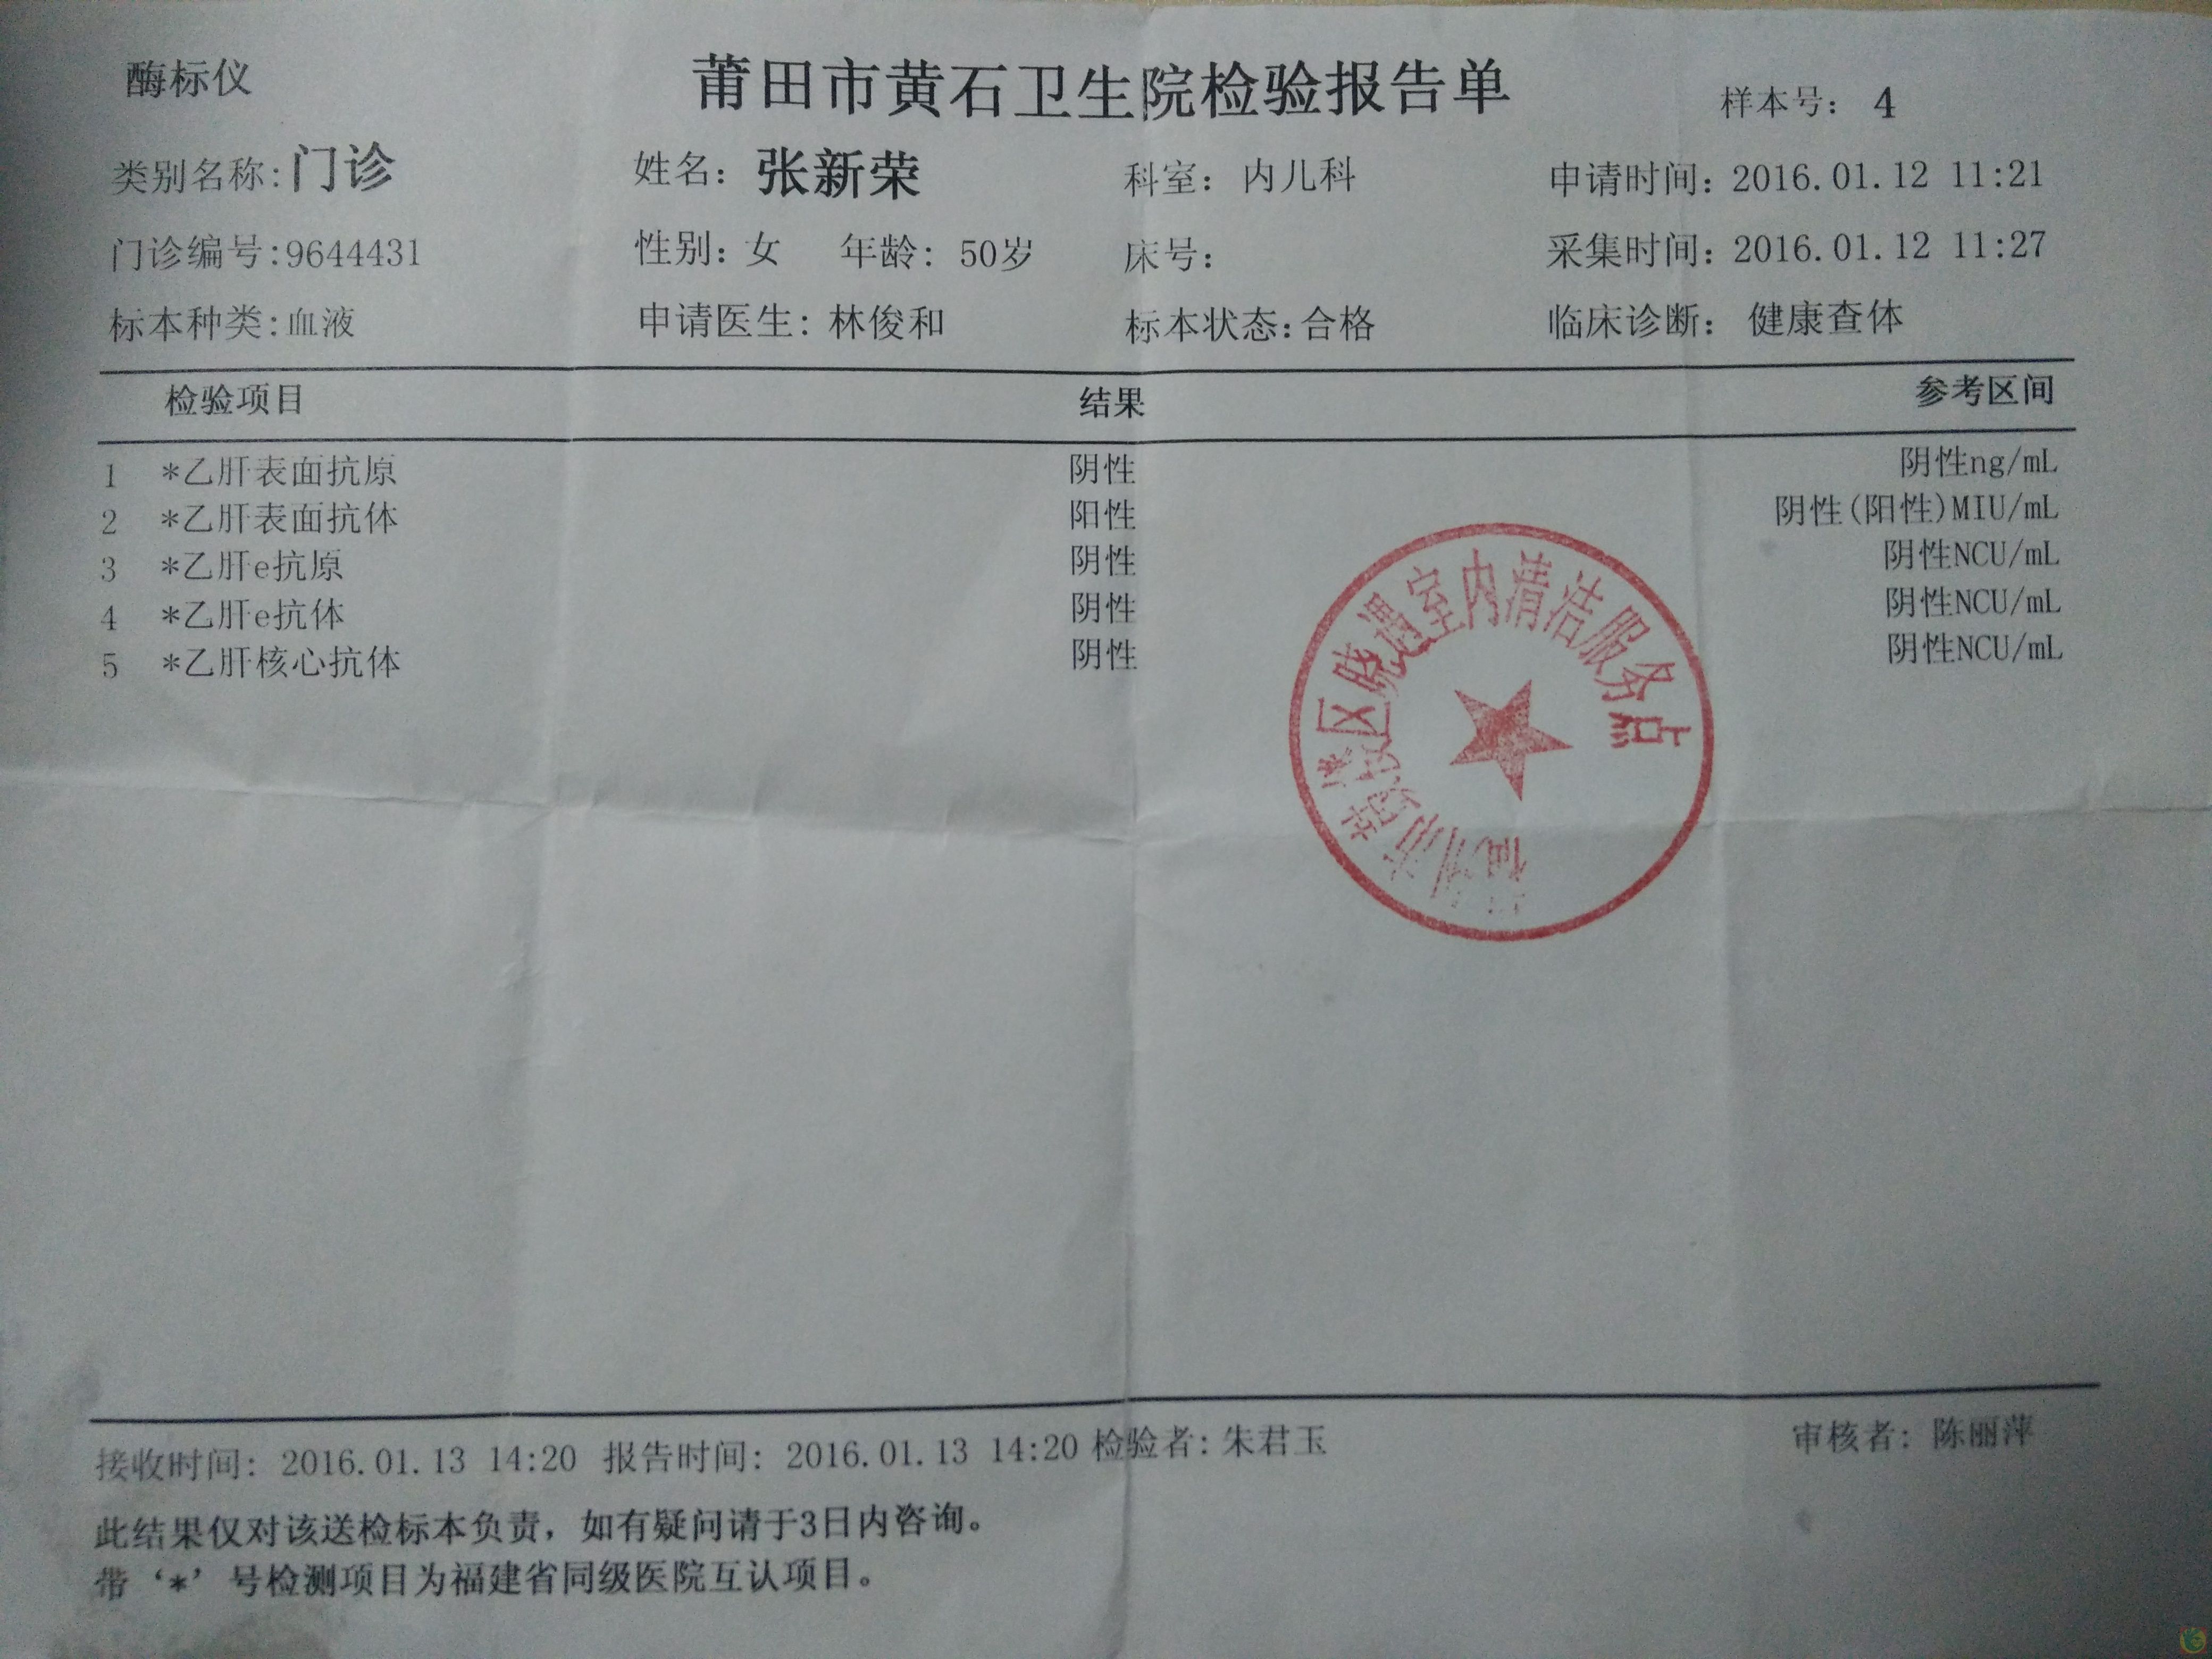 酶标仪 莆田市黄石卫生院检验报告单 样本号： 4
类别名称:门诊 姓名： 张新荣 科室： 内儿科 申请时间： 2016.01.12 11:21
门诊编号:9644431 性别： 女 年龄： 50岁 床号： 采集时间： 2016.01.12 11:27
标本种类:血液 申请医生： 林俊和 标本状态：合格 临床诊断： 健康查体
检验项目 结果 参考区间
1 *乙肝表面抗原 阴性 阴性ng/mL
2 *乙肝表面抗体 阳性 阴性(阳性)MIU/mL
3 *乙肝e抗原 阴性 阴性NCU/mL
4 *乙肝e抗体 阴性 阴性NCU/mL
5 *乙肝核心抗体 阴性 阴性NCU/mL
区晓遇室内清洁服务点
接收时间： 2016.01.13 14:20 报告时间： 2016.01.13 14:20 检验者：朱君玉 审核者： 陈丽萍
此结果仅对该送检标本负责，如有疑问请于3日内咨询。
带‘*’号检测项目为福建省同级医院互认项目。